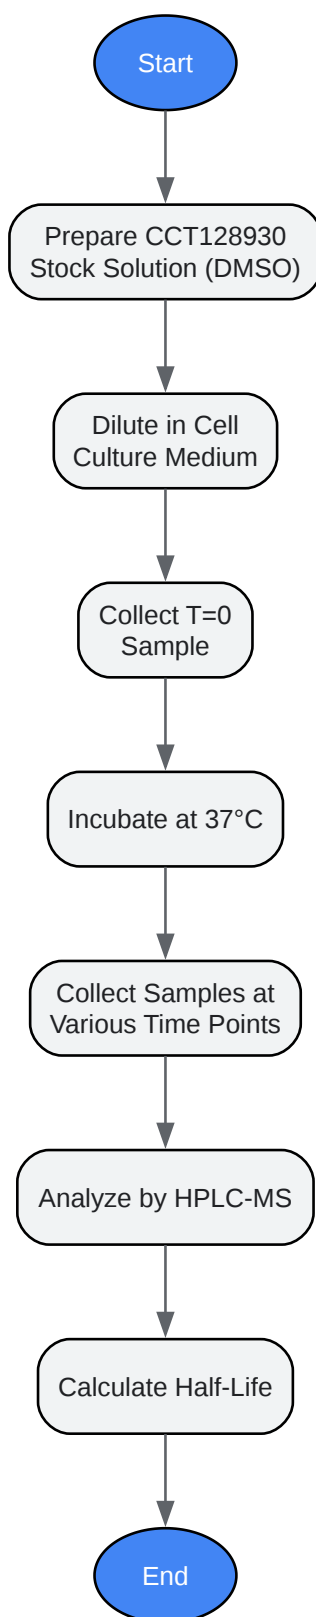 Start
Prepare CCT128930
Stock Solution (DMSO)
Dilute in Cell
Culture Medium
Collect T=0
Sample
Incubate at 37°C
Collect Samples at
Various Time Points
Analyze by HPLC-MS
Calculate Half-Life
End